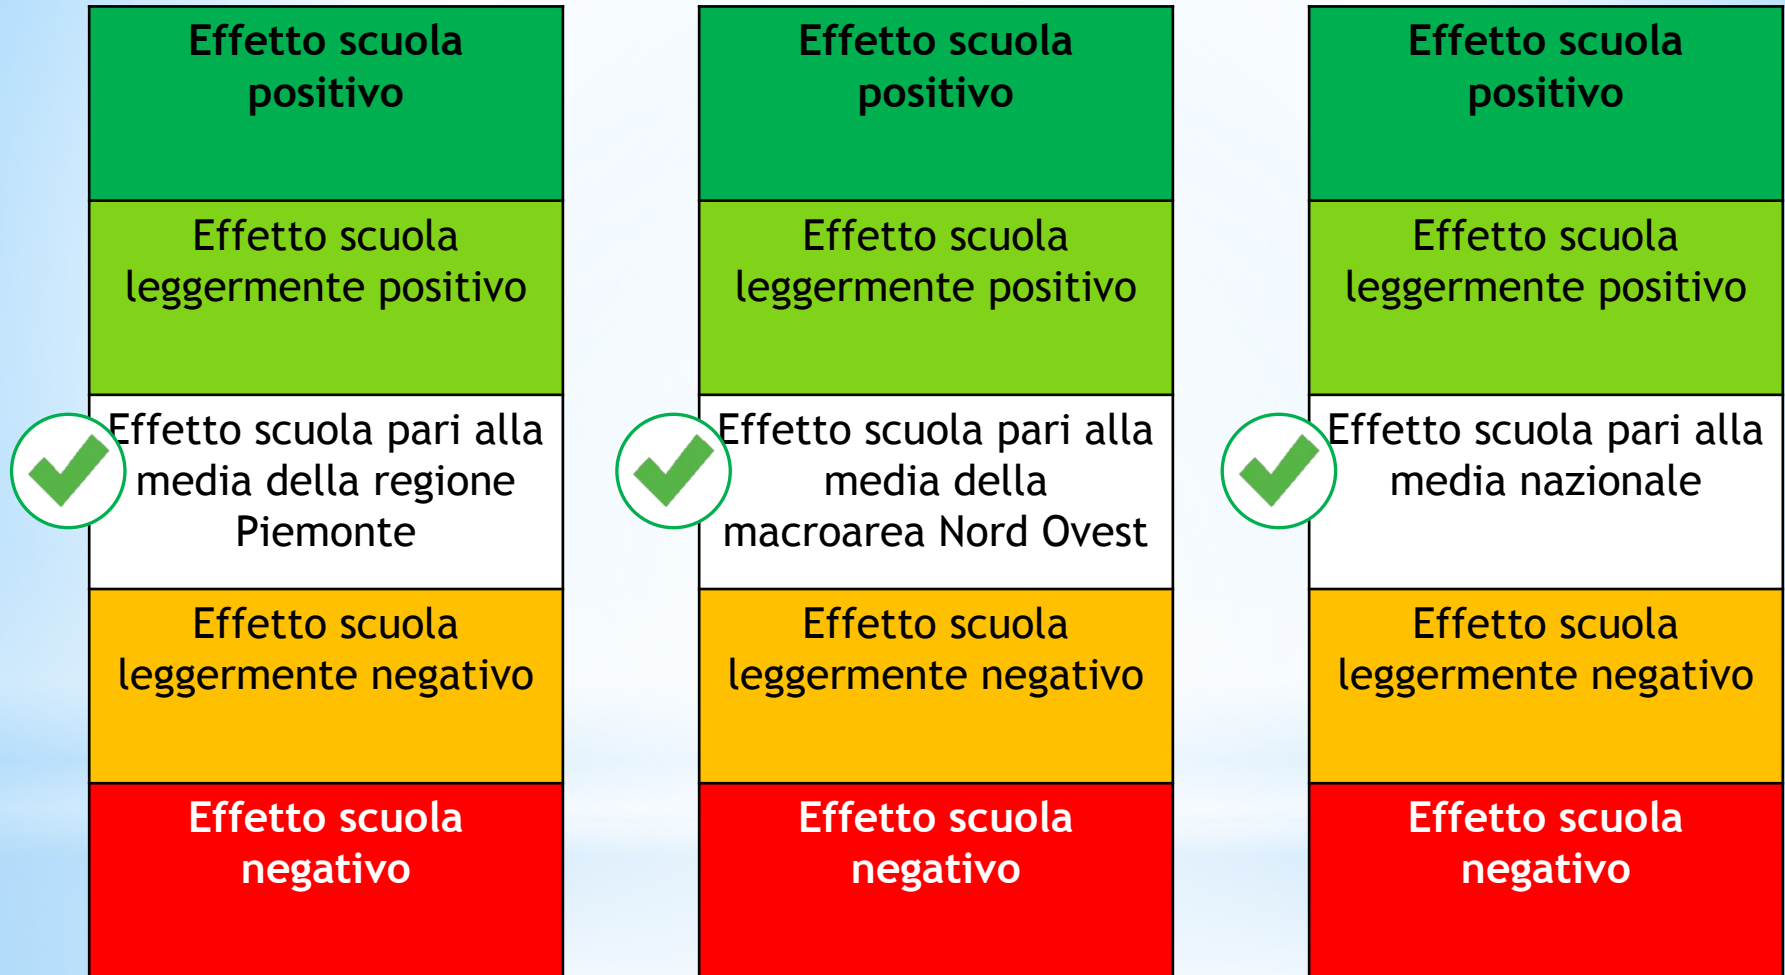 Effetto scuola
positivo
Effetto scuola
leggermente positivo
Effetto scuola pari alla
media della regione
Piemonte
Effetto scuola
leggermente negativo
Effetto scuola
negativo
Effetto scuola
positivo
Effetto scuola
leggermente positivo
Effetto scuola pari alla
media della
macroarea Nord Ovest
Effetto scuola
leggermente negativo
Effetto scuola
negativo
Effetto scuola
positivo
Effetto scuola
leggermente positivo
Effetto scuola pari alla
media nazionale
Effetto scuola
leggermente negativo
Effetto scuola
negativo